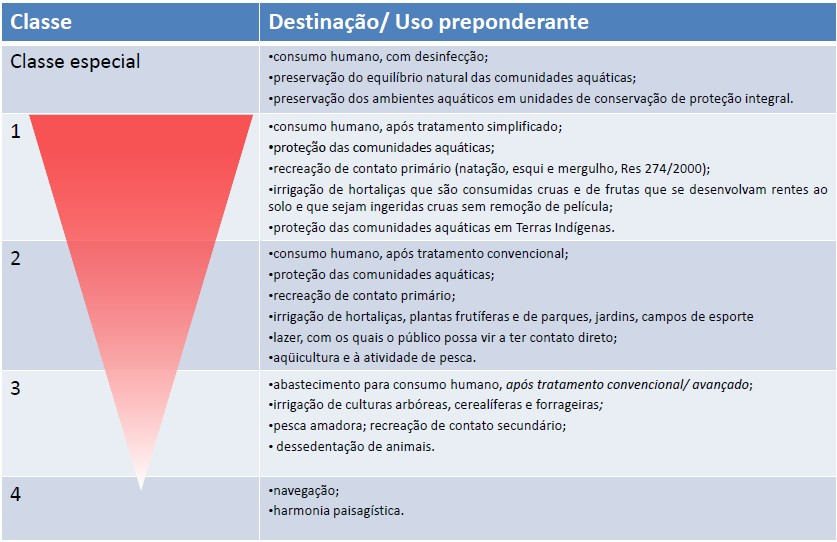 Classe
Destinação/ Uso preponderante
Classe especial
•consumo humano, com desinfecção;
•preservação do equilíbrio natural das comunidades aquáticas;
•preservação dos ambientes aquáticos em unidades de conservação de proteção integral.
1
•consumo humano, após tratamento simplificado;
•proteção das comunidades aquáticas;
•recreação de contato primário (natação, esqui e mergulho, Res 274/2000);
•irrigação de hortaliças que são consumidas cruas e de frutas que se desenvolvam rentes ao
solo e que sejam ingeridas cruas sem remoção de película;
•proteção das comunidades aquáticas em Terras Indígenas.
2
•consumo humano, após tratamento convencional;
•proteção das comunidades aquáticas;
•recreação de contato primário;
•irrigação de hortaliças, plantas frutíferas e de parques, jardins, campos de esporte
•lazer, com os quais o público possa vir a ter contato direto;
•aqüicultura e à atividade de pesca.
3
•abastecimento para consumo humano, após tratamento convencional/ avançado;
•irrigação de culturas arbóreas, cerealíferas e forrageiras;
•pesca amadora; recreação de contato secundário;
• dessedentação de animais.
4
•navegação;
•harmonia paisagística.